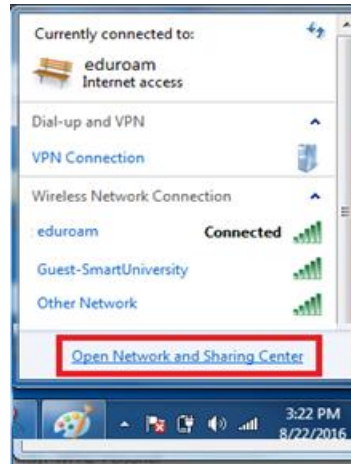 Currently connected to:
eduroam
Internet access
Dial-up and VPN
VPN Connection
Wireless Network Connection
eduroam Connected
Guest-SmartUniversity
Other Network
Open Network and Sharing Center
3:22 PM
8/22/2016